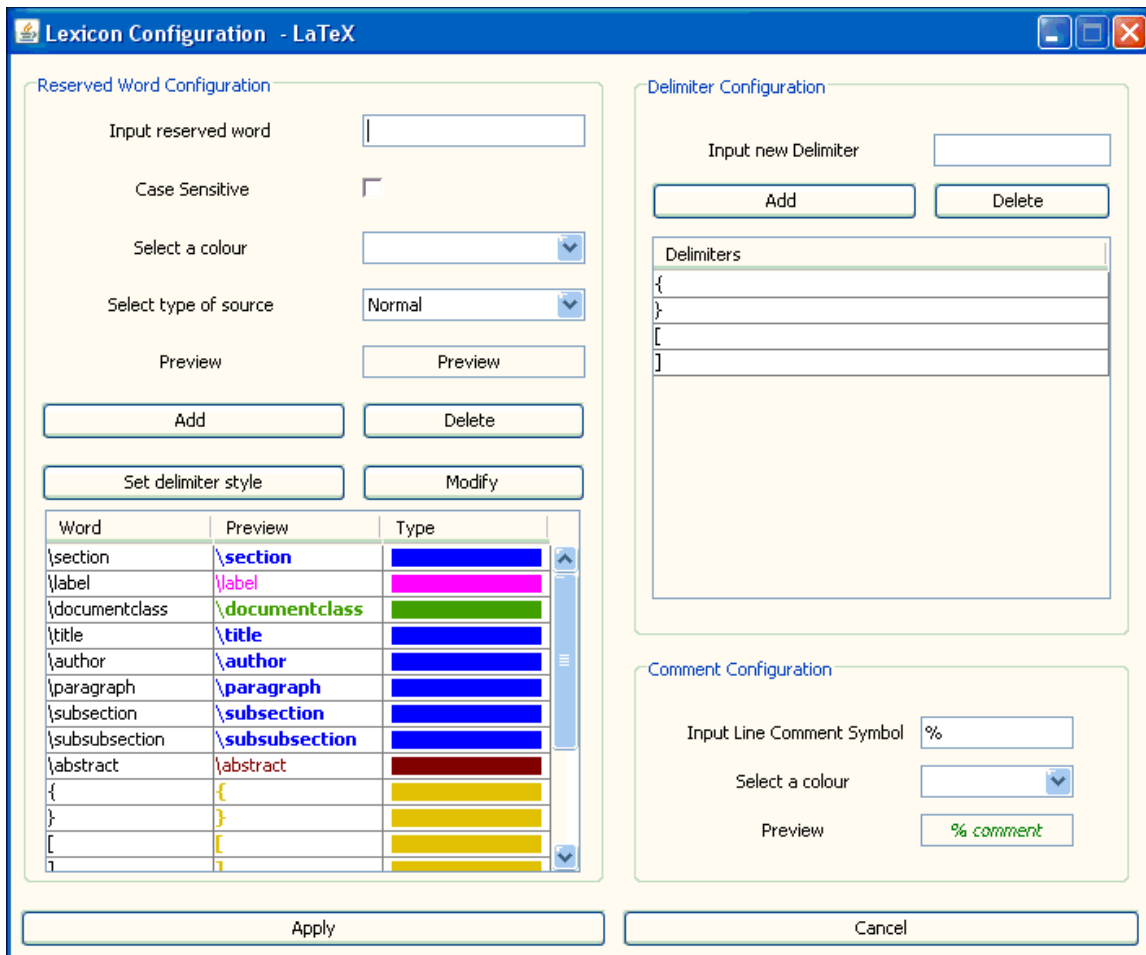 Lexicon Configuration - LaTeX
Reserved Word Configuration
Input reserved word
Case Sensitive
Select a colour
Select type of source Normal
Preview Preview
Add Delete
Set delimiter style Modify
Word Preview Type
\section \section
\label \label
\documentclass \documentclass
\title \title
\author \author
\paragraph \paragraph
\subsection \subsection
\subsubsection \subsubsection
\abstract \abstract
{ {
} }
[ [
] ]
Delimiter Configuration
Input new Delimiter
Add Delete
Delimiters
{
}
[
]
Comment Configuration
Input Line Comment Symbol %
Select a colour
Preview % comment
Apply Cancel